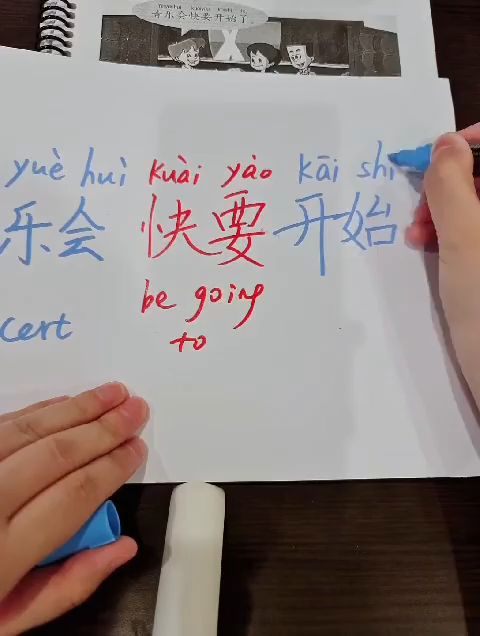 音乐会快要开始了
yuè huì kuài yào kāi shi
乐会 快要 开始
be going
cert
to